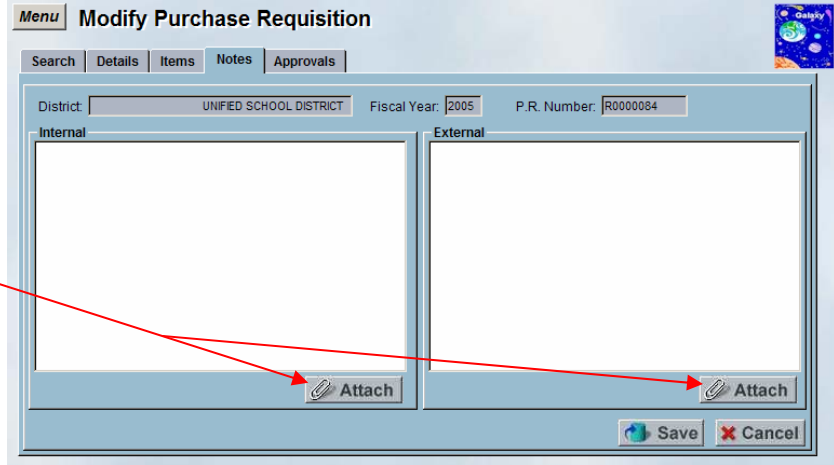 Menu Modify Purchase Requisition
Galaxy
Search Details Items Notes Approvals
District: UNIFIED SCHOOL DISTRICT Fiscal Year: 2005 P.R. Number: R0000084
Internal External
Attach Attach
Save Cancel